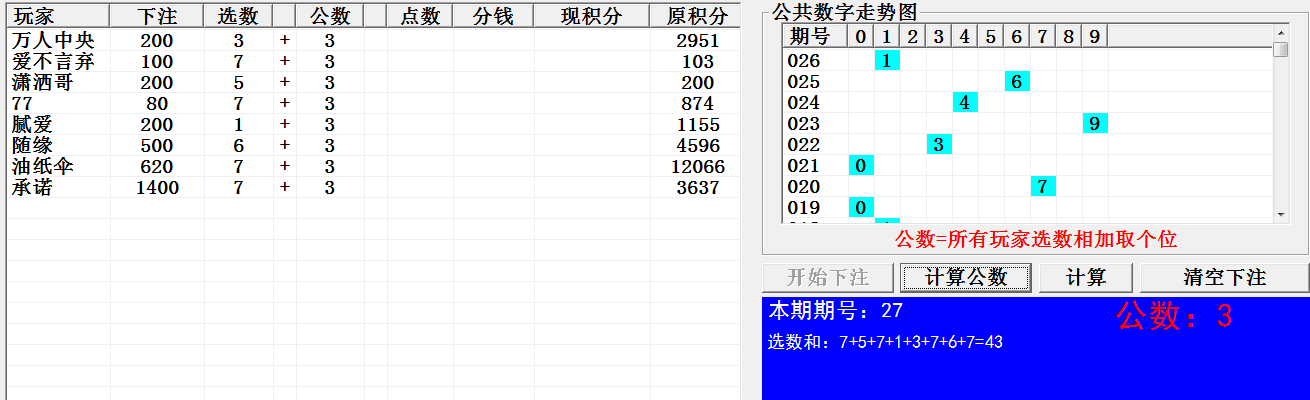 玩家 下注 选数 公数 点数 分钱 现积分 原积分
万人中央 200 3 + 3 2951
爱不言弃 100 7 + 3 103
潇洒哥 200 5 + 3 200
77 80 7 + 3 874
腻爱 200 1 + 3 1155
随缘 500 6 + 3 4596
油纸伞 620 7 + 3 12066
承诺 1400 7 + 3 3637
公共数字走势图
期号 0 1 2 3 4 5 6 7 8 9
026 1
025 6
024 4
023 9
022 3
021 0
020 7
019 0
公数=所有玩家选数相加取个位
开始下注 计算公数 计算 清空下注
本期期号：27 公数：3
选数和：7+5+7+1+3+7+6+7=43